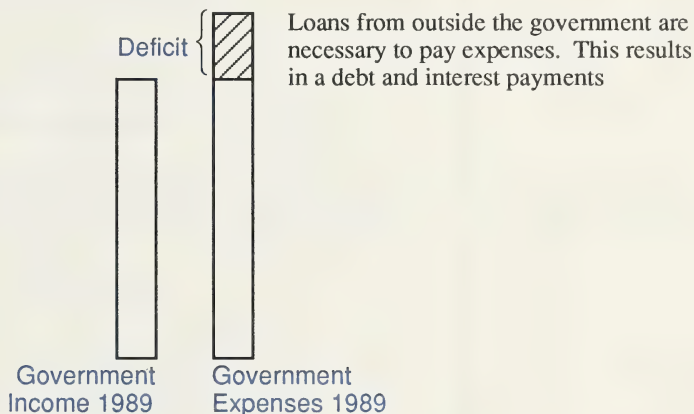 Deficit
Loans from outside the government are
necessary to pay expenses.  This results
in a debt and interest payments
Government
Income 1989
Government
Expenses 1989